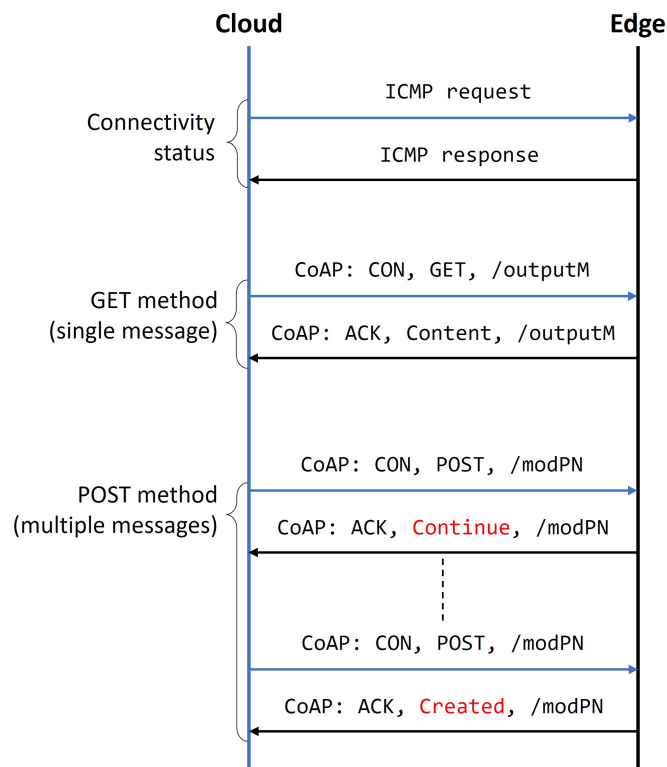 Cloud
Edge
ICMP request
Connectivity
status
ICMP response
CoAP: CON, GET, /outputM
GET method
(single message)
CoAP: ACK, Content, /outputM
CoAP: CON, POST, /modPN
POST method
(multiple messages)
CoAP: ACK, Continue, /modPN
CoAP: CON, POST, /modPN
CoAP: ACK, Created, /modPN